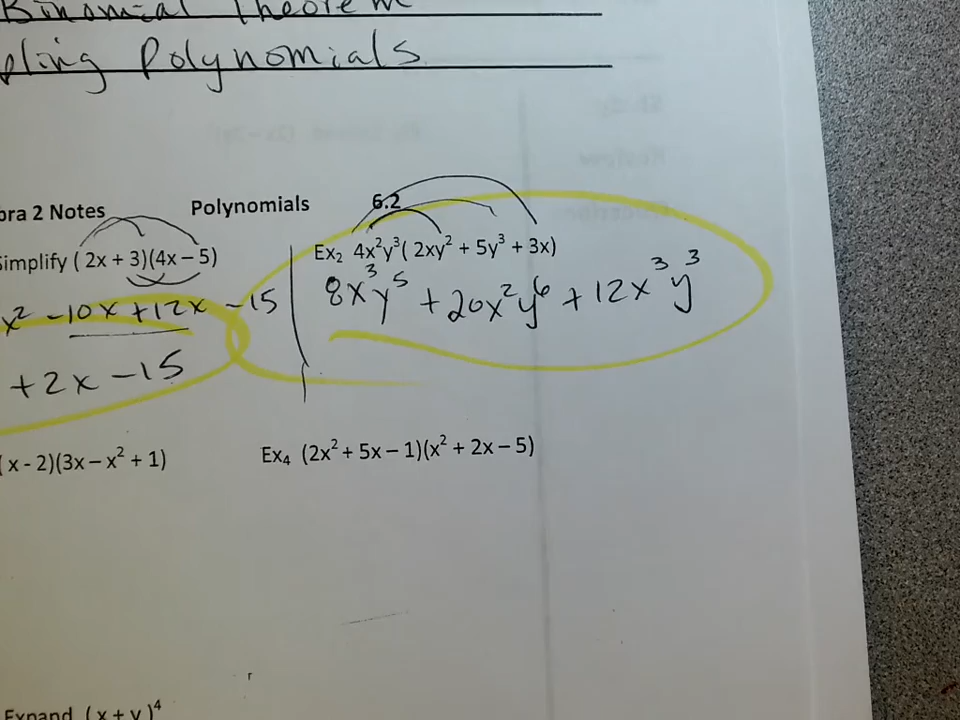 Binomial Theorem
pling Polynomials
bra 2 Notes Polynomials 6.2
Simplify (2x + 3)(4x – 5) Ex₂ 4x²y³( 2xy² + 5y³ + 3x)
x² - 10x + 12x - 15 8x³y⁵ + 20x²y⁶ + 12x³y³
+ 2x - 15
( x - 2)(3x – x² + 1) Ex₄ (2x² + 5x – 1)(x² + 2x – 5)
Expand (x + y)⁴